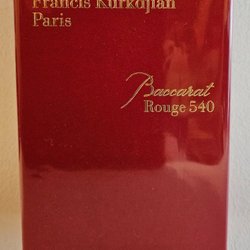 Francis Kurkdjian
Paris
Baccarat
Rouge 540